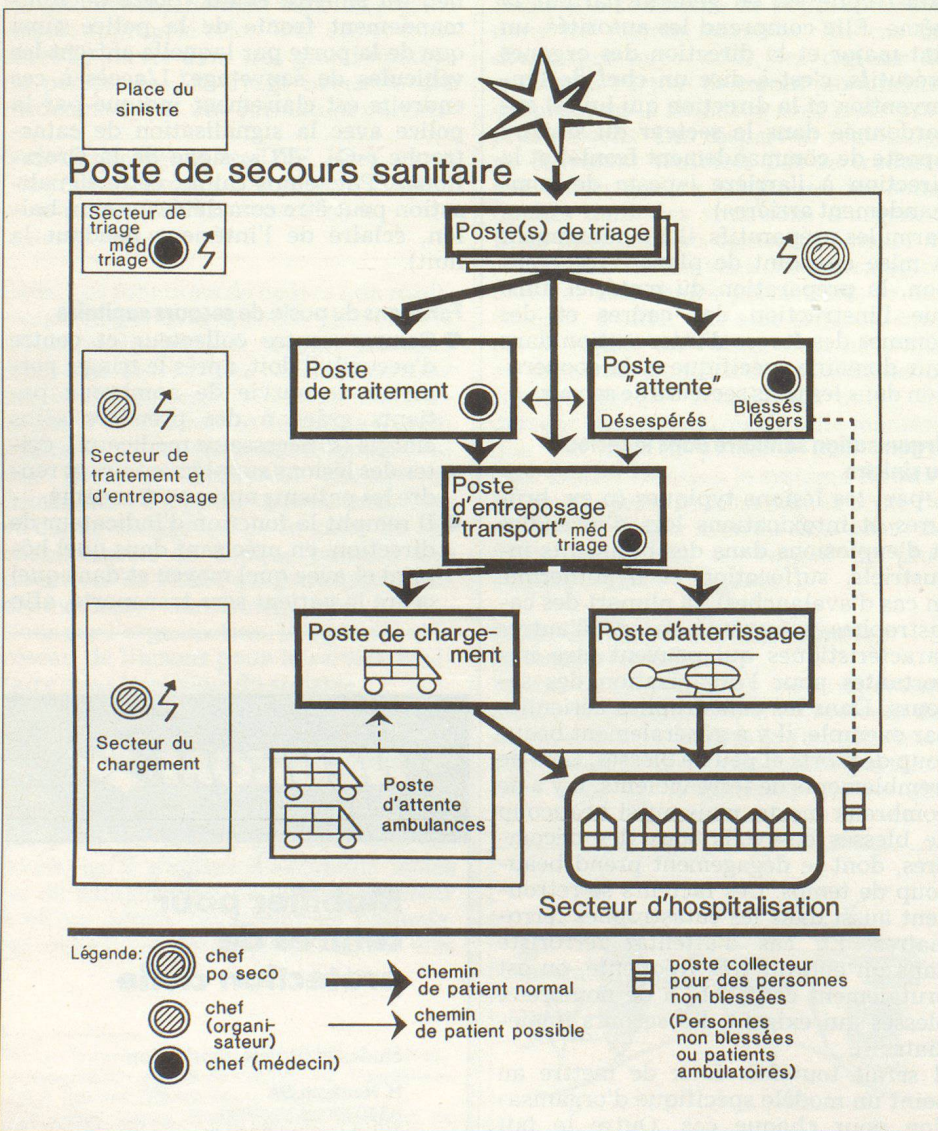 Place du
sinistre
Poste de secours sanitaire
Secteur de
triage
méd
triage
Poste(s) de triage
Poste
de traitement
Poste
"attente"
Désespérés
Blessés
légers
Secteur de
traitement et
d'entreposage
Poste
d'entreposage
"transport"
méd
triage
Poste de charge-
ment
Poste d'atterrissage
Secteur du
chargement
Poste
d'attente
ambulances
Secteur d'hospitalisation
Légende:
chef
po seco
chef
(organi-
sateur)
chef (médecin)
chemin
de patient normal
chemin
de patient possible
poste collecteur
pour des personnes
non blessées
(Personnes
non blessées
ou patients
ambulatoires)